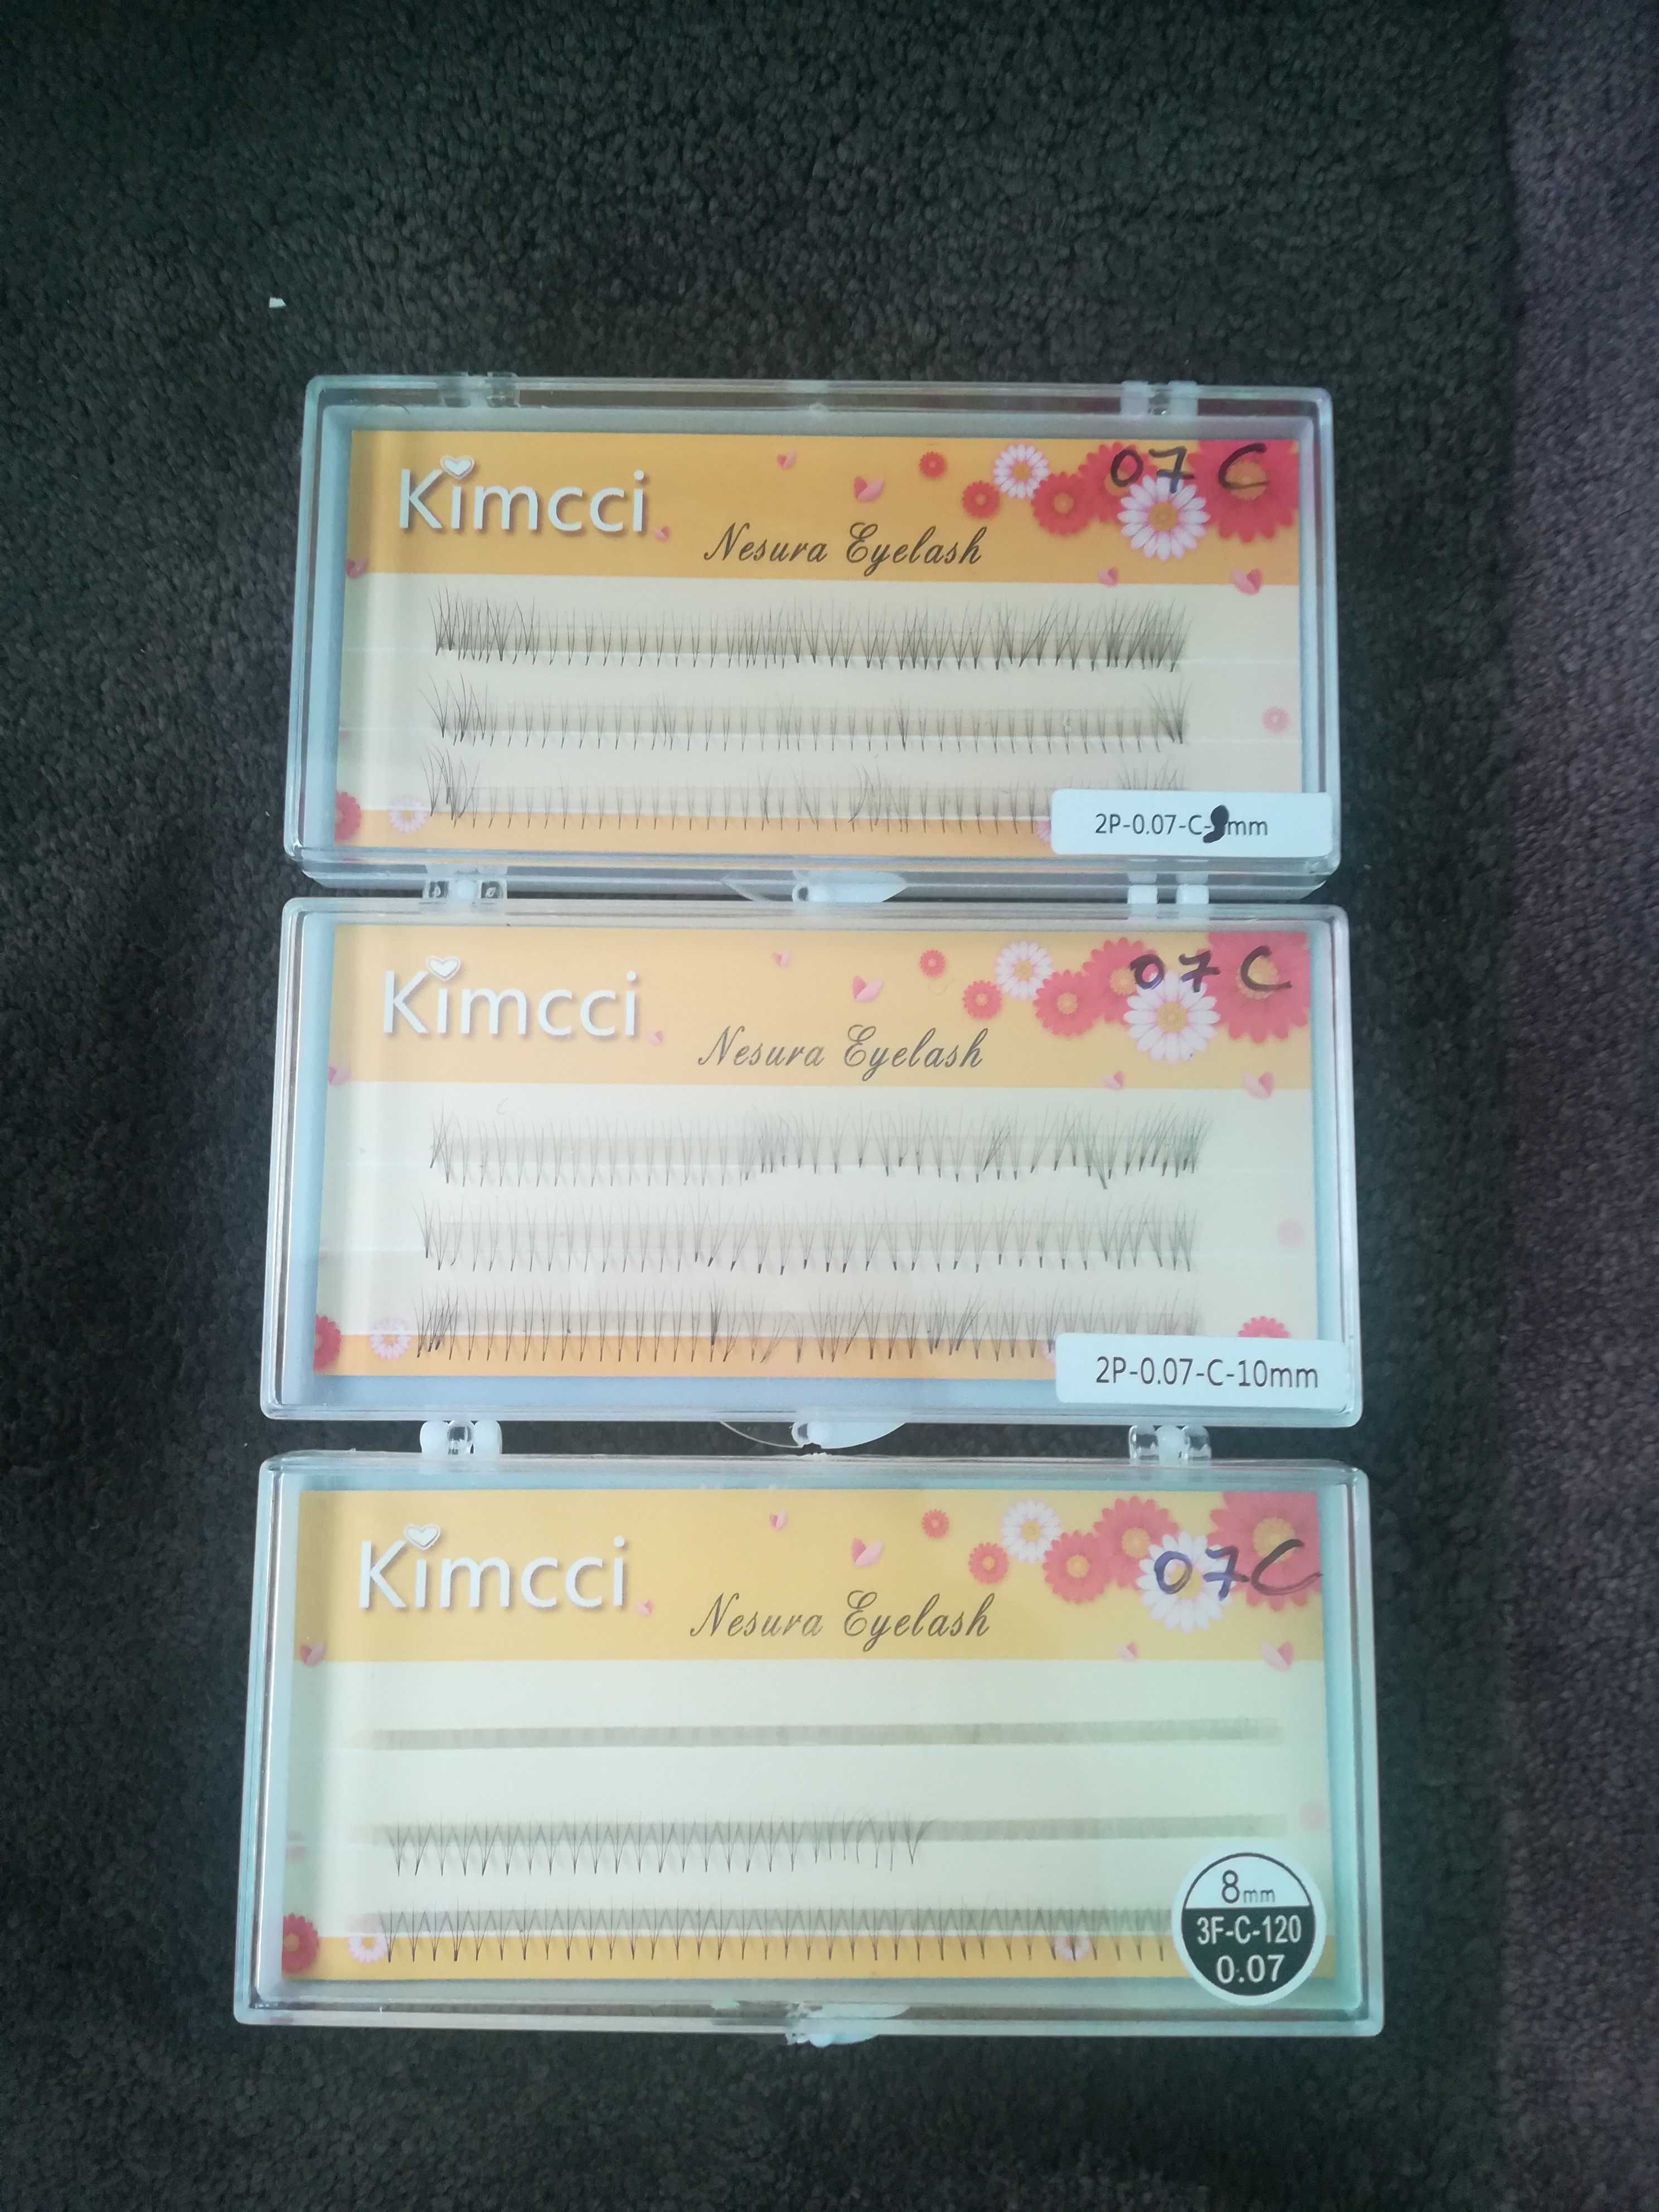 07 C
Kimcci
Nesura Eyelash
2P-0.07-C-9mm
07 C
Kimcci
Nesura Eyelash
2P-0.07-C-10mm
07C
Kimcci
Nesura Eyelash
8mm
3F-C-120
0.07